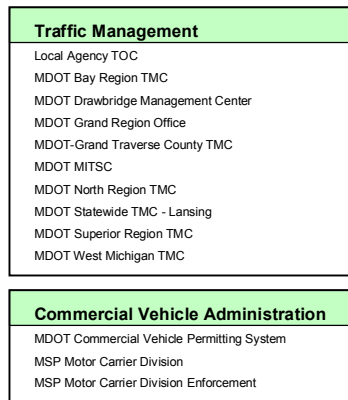 Traffic Management
Local Agency TOC
MDOT Bay Region TMC
MDOT Drawbridge Management Center
MDOT Grand Region Office
MDOT-Grand Traverse County TMC
MDOT MITSC
MDOT North Region TMC
MDOT Statewide TMC - Lansing
MDOT Superior Region TMC
MDOT West Michigan TMC
Commercial Vehicle Administration
MDOT Commercial Vehicle Permitting System
MSP Motor Carrier Division
MSP Motor Carrier Division Enforcement